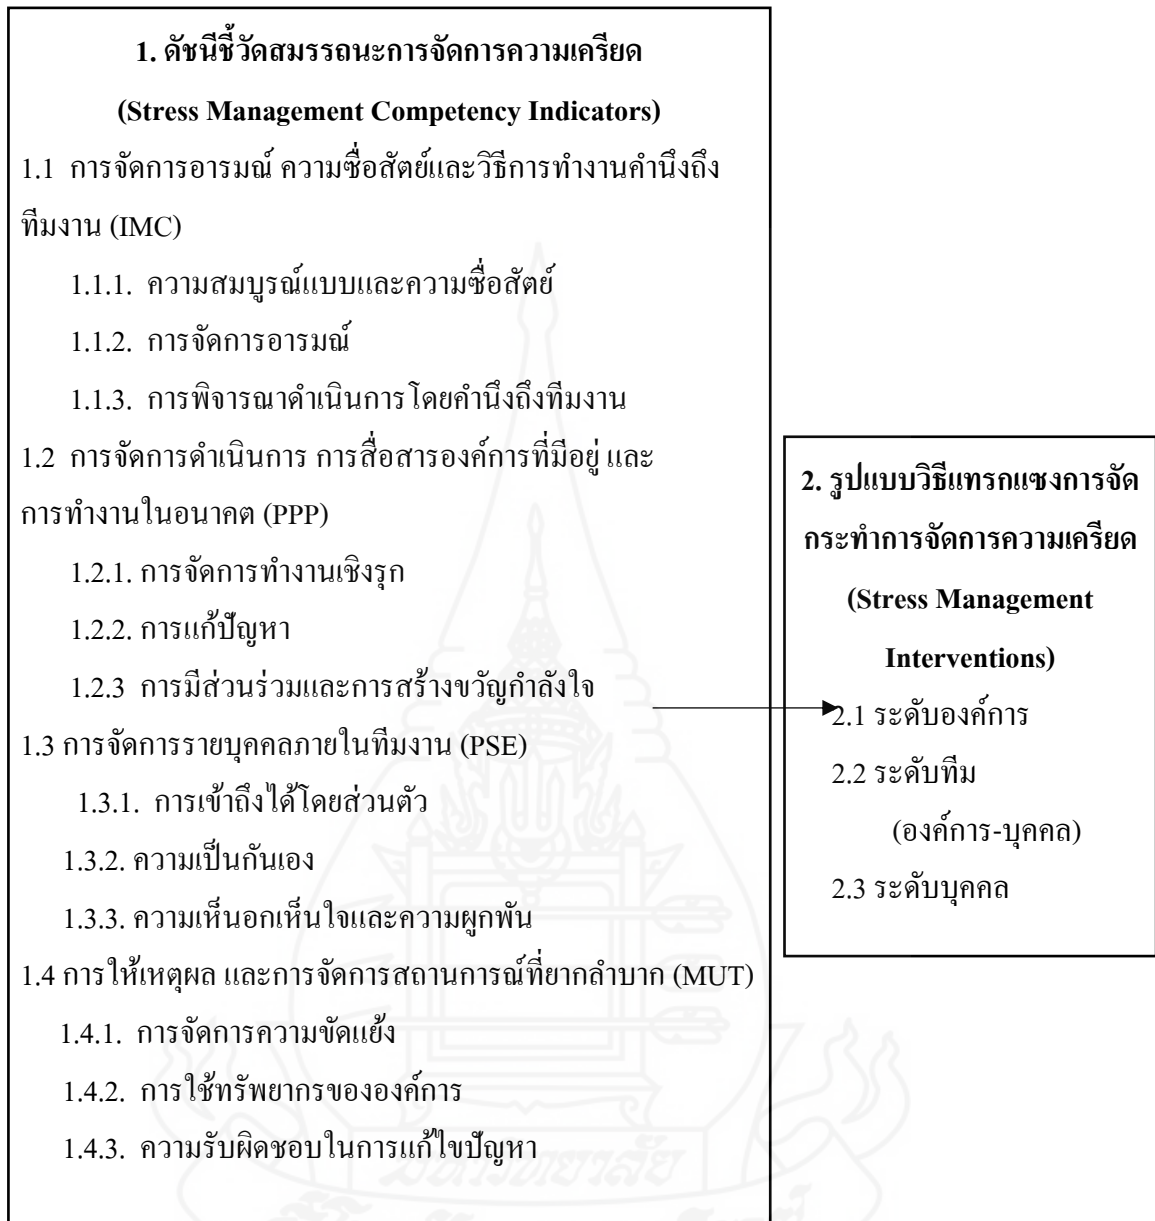 1. ดัชนีชี้วัดสมรรถนะการจัดการความเครียด
(Stress Management Competency Indicators)
1.1 การจัดการอารมณ์ ความซื่อสัตย์และวิธีการทำงานคำนึงถึง
ทีมงาน (IMC)
1.1.1. ความสมบูรณ์แบบและความซื่อสัตย์
1.1.2. การจัดการอารมณ์
1.1.3. การพิจารณาดำเนินการโดยคำนึงถึงทีมงาน
1.2 การจัดการดำเนินการ การสื่อสารองค์การที่มีอยู่ และ
การทำงานในอนาคต (PPP)
1.2.1. การจัดการทำงานเชิงรุก
1.2.2. การแก้ปัญหา
1.2.3 การมีส่วนร่วมและการสร้างขวัญกำลังใจ
1.3 การจัดการรายบุคคลภายในทีมงาน (PSE)
1.3.1. การเข้าถึงได้โดยส่วนตัว
1.3.2. ความเป็นกันเอง
1.3.3. ความเห็นอกเห็นใจและความผูกพัน
1.4 การให้เหตุผล และการจัดการสถานการณ์ที่ยากลำบาก (MUT)
1.4.1. การจัดการความขัดแย้ง
1.4.2. การใช้ทรัพยากรขององค์การ
1.4.3. ความรับผิดชอบในการแก้ไขปัญหา
2. รูปแบบวิธีแทรกแซงการจัด
กระทำการจัดการความเครียด
(Stress Management
Interventions)
2.1 ระดับองค์การ
2.2 ระดับทีม
(องค์การ-บุคคล)
2.3 ระดับบุคคล